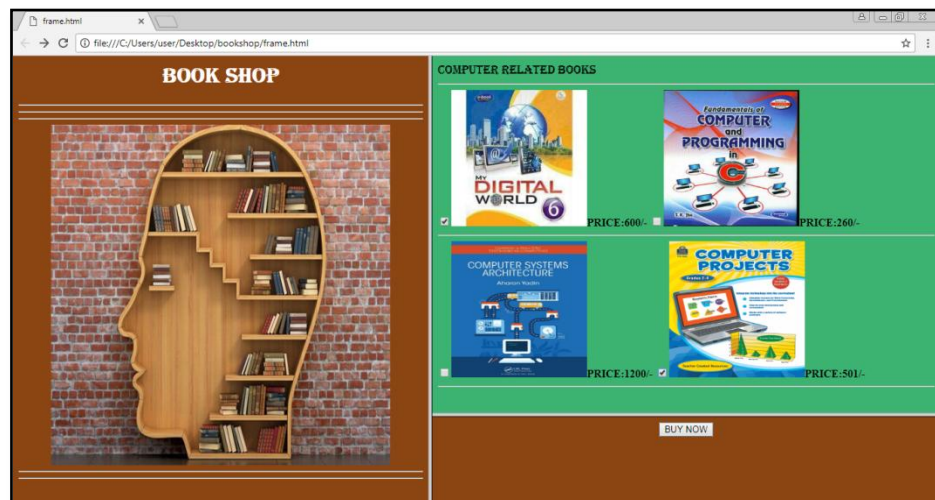 frame.html
file:///C:/Users/user/Desktop/bookshop/frame.html
BOOK SHOP
COMPUTER RELATED BOOKS
MY
DIGITAL
WORLD 6
PRICE:600/-
Fundamentals of
COMPUTER
and
PROGRAMMING
in
C
PRICE:260/-
COMPUTER SYSTEMS
ARCHITECTURE
Aharon Yadin
PRICE:1200/-
COMPUTER
PROJECTS
PRICE:501/-
BUY NOW